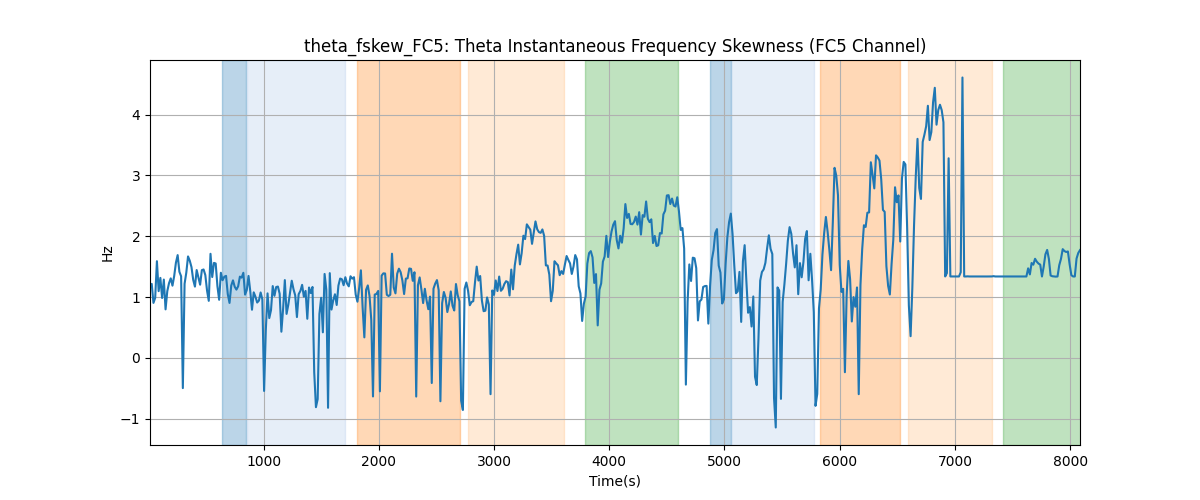 theta_fskew_FC5: Theta Instantaneous Frequency Skewness (FC5 Channel)
4
3
2
1
0
−1
Hz
1000 2000 3000 4000 5000 6000 7000 8000
Time(s)